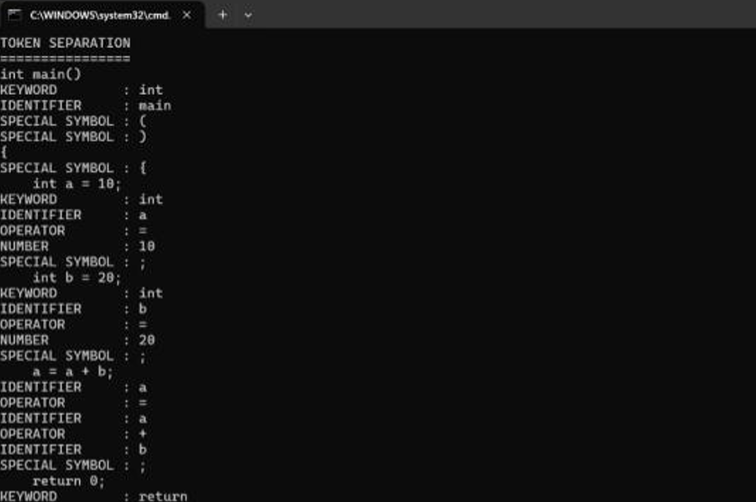 C:\WINDOWS\system32\cmd.
TOKEN SEPARATION
================
int main()
KEYWORD         : int
IDENTIFIER      : main
SPECIAL SYMBOL : (
SPECIAL SYMBOL : )
{
SPECIAL SYMBOL : {
    int a = 10;
KEYWORD         : int
IDENTIFIER      : a
OPERATOR        : =
NUMBER          : 10
SPECIAL SYMBOL : ;
    int b = 20;
KEYWORD         : int
IDENTIFIER      : b
OPERATOR        : =
NUMBER          : 20
SPECIAL SYMBOL : ;
    a = a + b;
IDENTIFIER      : a
OPERATOR        : =
IDENTIFIER      : a
OPERATOR        : +
IDENTIFIER      : b
SPECIAL SYMBOL : ;
    return 0;
KEYWORD         : return